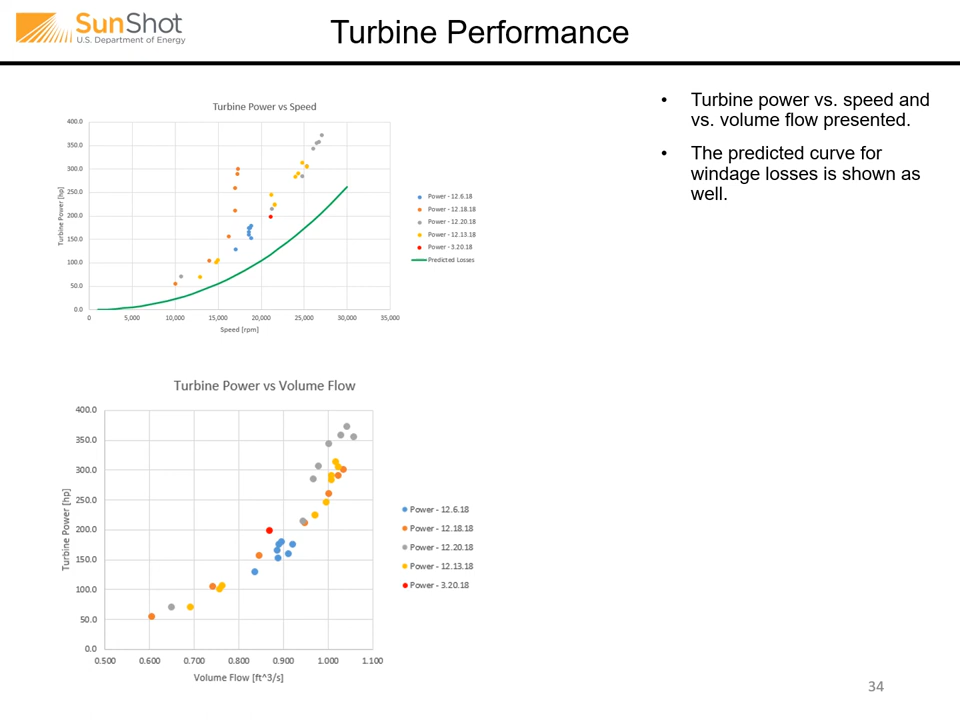 SunShot
U.S. Department of Energy
Turbine Performance
• Turbine power vs. speed and
vs. volume flow presented.
• The predicted curve for
windage losses is shown as
well.
Turbine Power vs Speed
400.0
350.0
300.0
250.0
200.0
150.0
100.0
50.0
0.0
Turbine Power [hp]
0 5,000 10,000 15,000 20,000 25,000 30,000 35,000
Speed [rpm]
Power - 12.6.18
Power - 12.18.18
Power - 12.20.18
Power - 12.13.18
Power - 3.20.18
Predicted Losses
Turbine Power vs Volume Flow
400.0
350.0
300.0
250.0
200.0
150.0
100.0
50.0
0.0
Turbine Power [hp]
0.500 0.600 0.700 0.800 0.900 1.000 1.100
Volume Flow [ft^3/s]
Power - 12.6.18
Power - 12.18.18
Power - 12.20.18
Power - 12.13.18
Power - 3.20.18
34